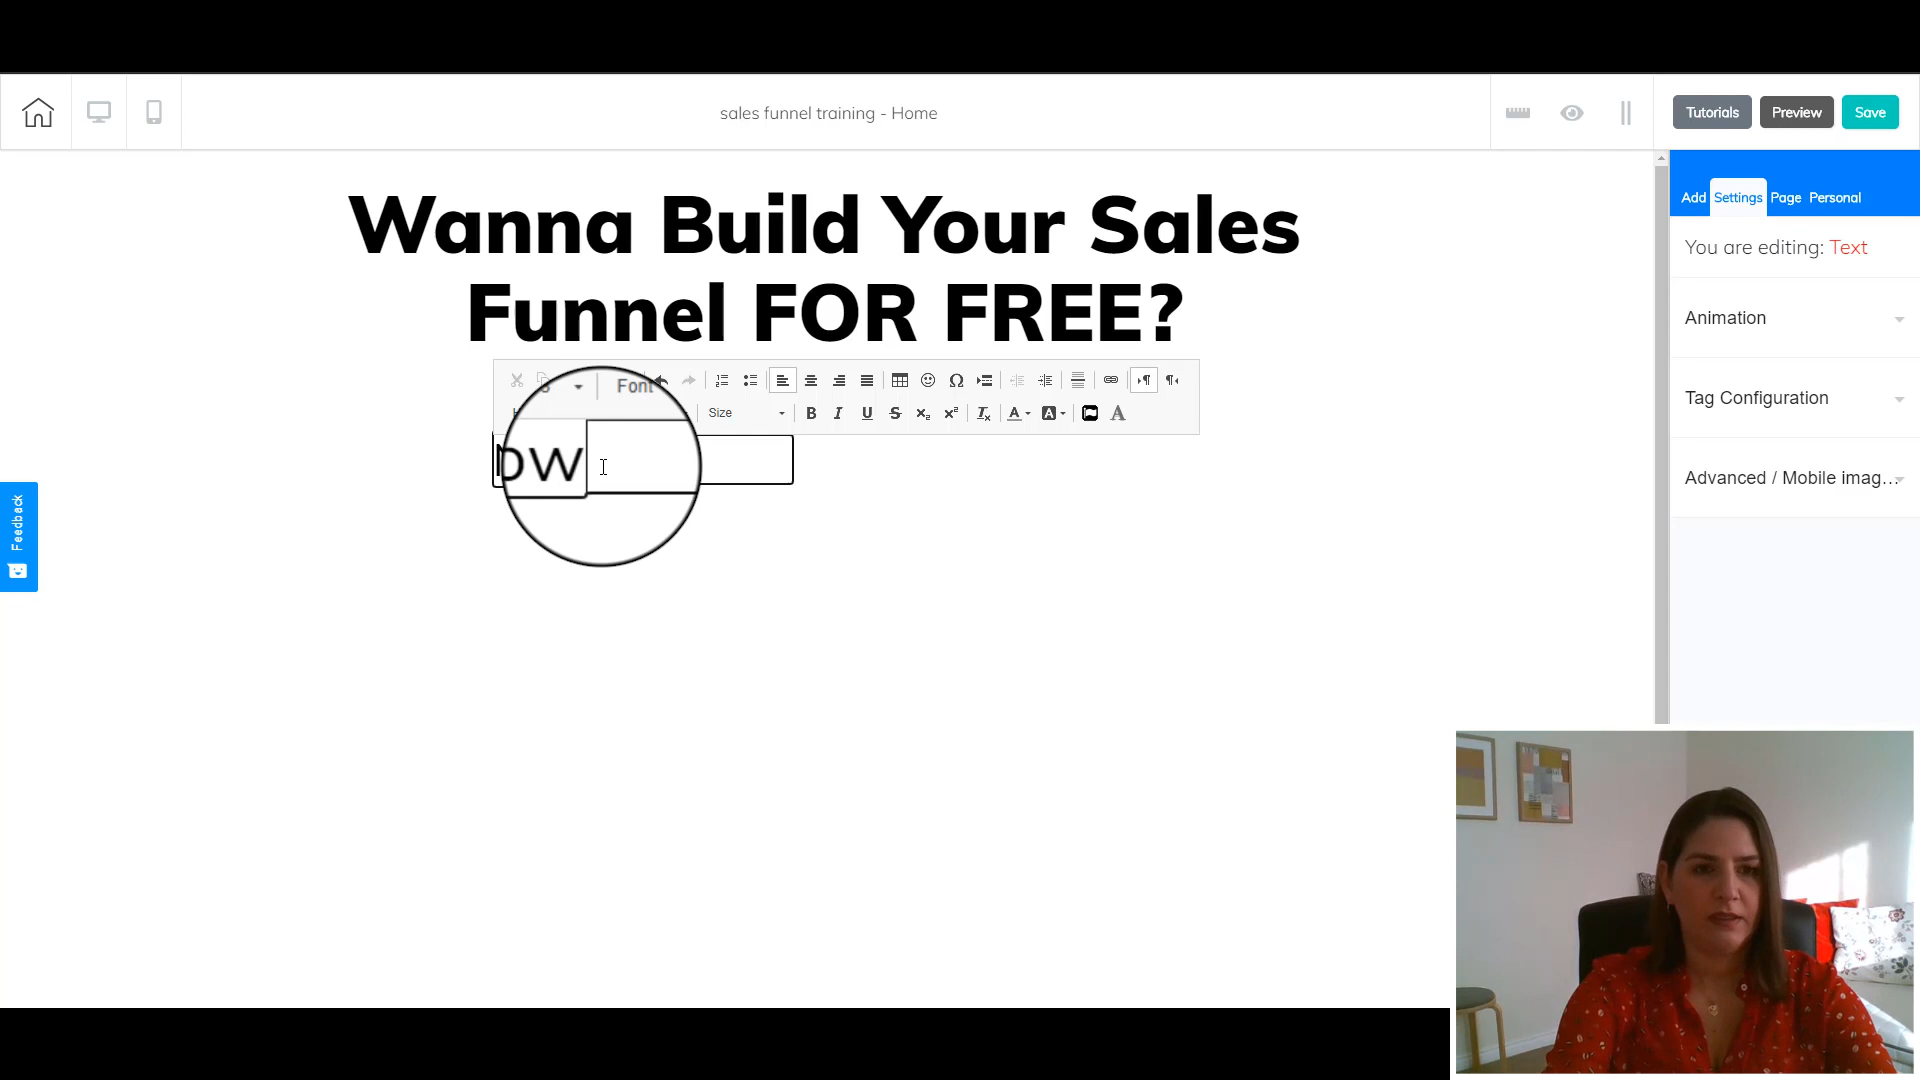 sales funnel training - Home
Tutorials
Preview
Save
Add
Settings
Page
Personal
You are editing: Text
Wanna Build Your Sales
Funnel FOR FREE?
Animation
Font
Size
Tag Configuration
ow
Advanced / Mobile imag...
Feedback